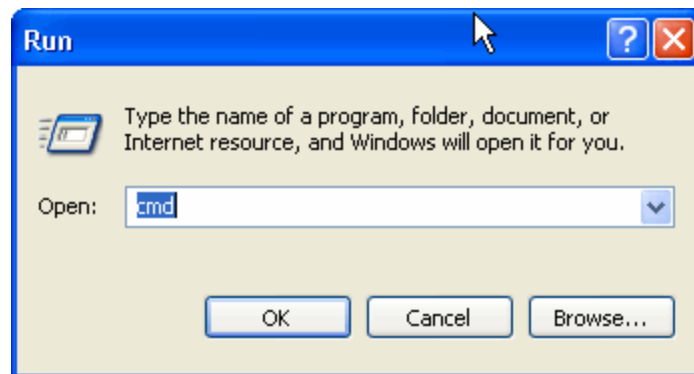 Run
Type the name of a program, folder, document, or
Internet resource, and Windows will open it for you.
Open: cmd
OK Cancel Browse...